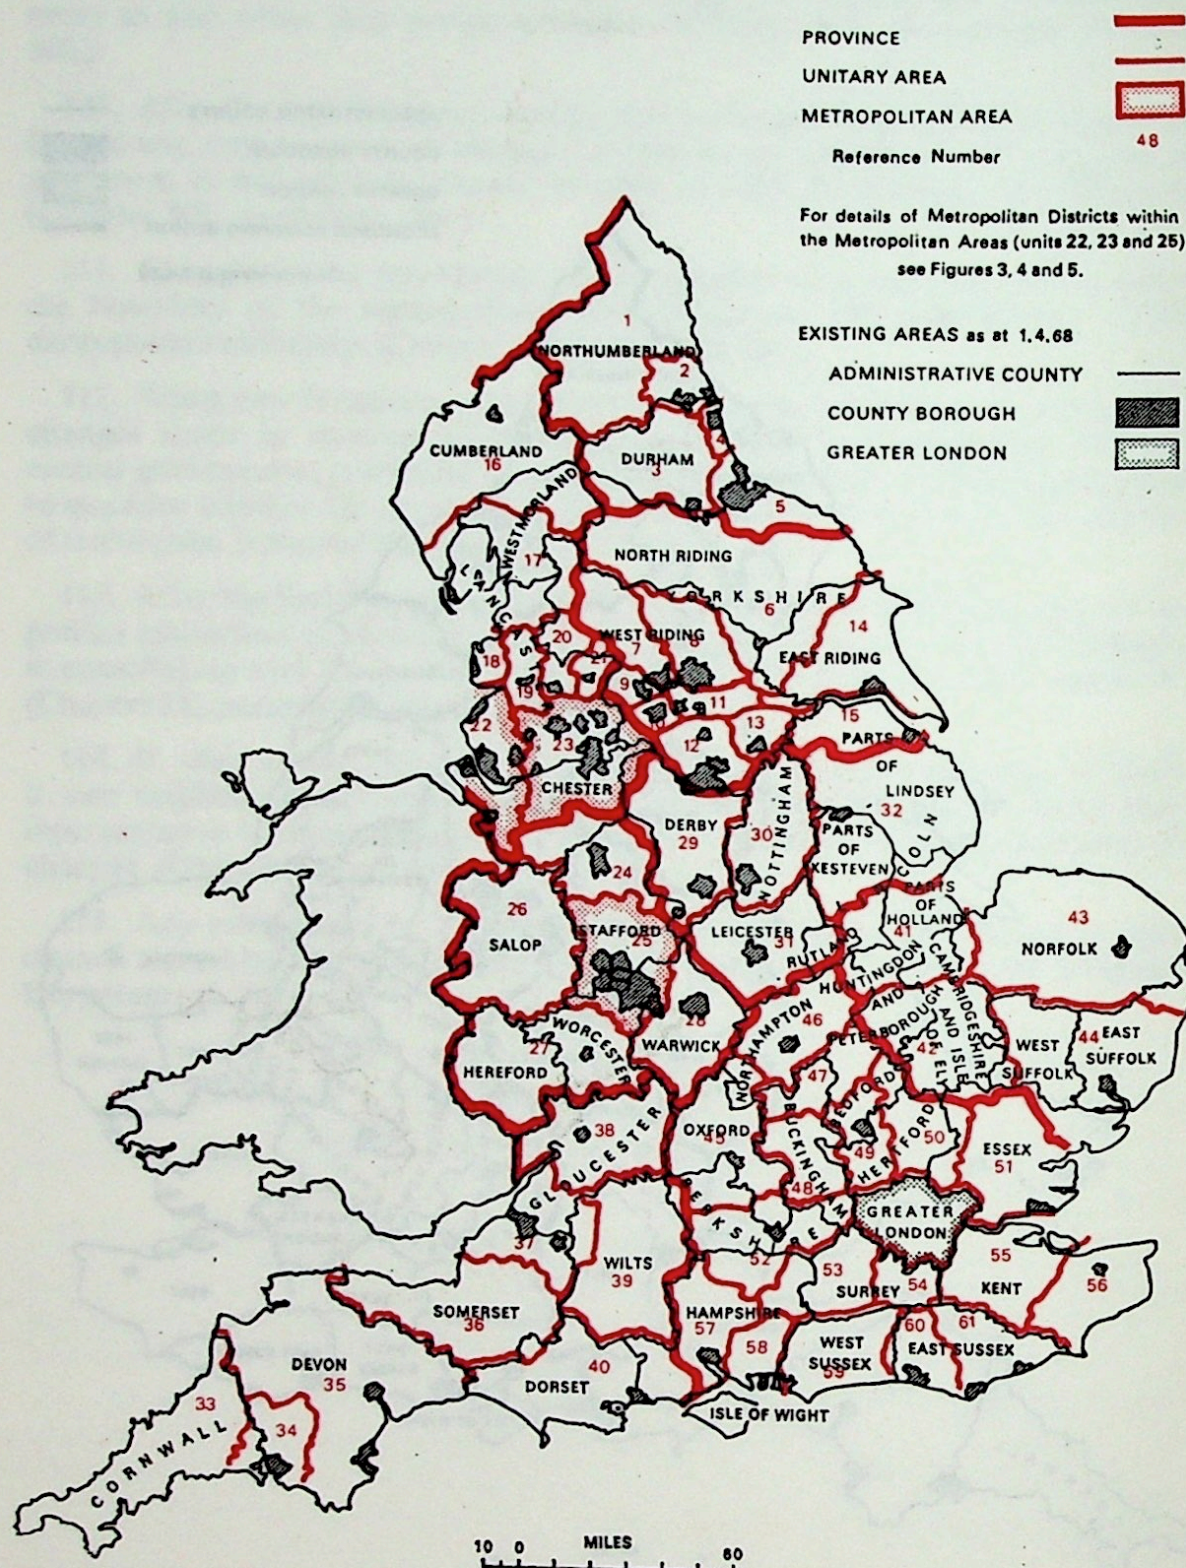 PROVINCE
UNITARY AREA
METROPOLITAN AREA
48
Reference Number
For details of Metropolitan Districts within
the Metropolitan Areas (units 22, 23 and 25)
see Figures 3, 4 and 5.
EXISTING AREAS as at 1.4.68
ADMINISTRATIVE COUNTY
COUNTY BOROUGH
GREATER LONDON
1
NORTHUMBERLAND
2
CUMBERLAND
16
DURHAM
3
4
5
WESTMORLAND
17
NORTH RIDING
YORKSHIRE
6
LANCAST
20
WEST RIDING
7
8
14
EAST RIDING
18
21
9
19
11
10
22
23
12
13
15
PARTS
OF
LINDSEY
32
CHESTER
DERBY
29
30
NOTTINGHAM
PARTS
OF
KESTEVEN
COLN
24
26
SALOP
STAFFORD
25
LEICESTER
31
RUTLAND
PARTS
OF
HOLLAND
41
43
NORFOLK
HUNTINGDON
AND
PETERBOROUGH
CAMBRIDGESHIRE
AND ISLE
OF ELY
42
WORCESTER
27
HEREFORD
28
WARWICK
NORTHAMPTON
46
WEST
SUFFOLK
44
EAST
SUFFOLK
47
BEDFORD
38
GLOUCESTER
OXFORD
45
BUCKINGHAM
48
49
HERTFORD
50
ESSEX
51
GREATER
LONDON
37
BERKSHIRE
WILTS
39
52
53
SURREY
54
55
KENT
56
SOMERSET
36
HAMPSHIRE
57
58
WEST
SUSSEX
59
60
61
EAST SUSSEX
DEVON
35
40
DORSET
ISLE OF WIGHT
33
34
CORNWALL
MILES
10 0 60